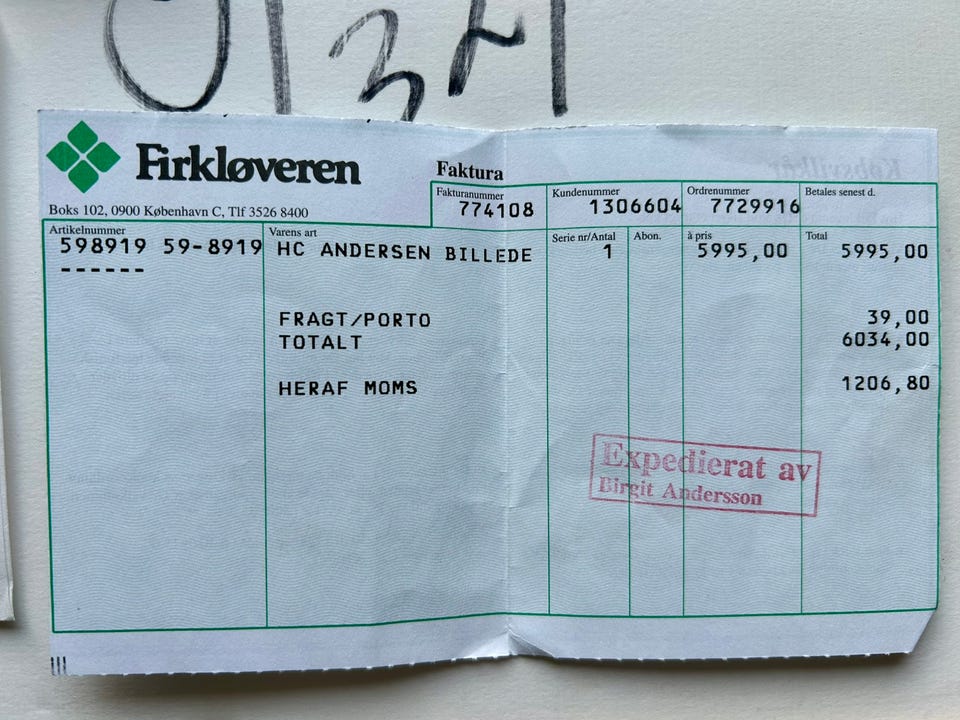 0134
Firkløveren
Boks 102, 0900 København C, Tlf 3526 8400
Faktura
Fakturanummer Kundenummer Ordrenummer Betales senest d.
774108 1306604 7729916
Artikelnummer Varens art Serie nr/Antal Abon. à pris Total
598919 59-8919 HC ANDERSEN BILLEDE 1 5995,00 5995,00
------
FRAGT/PORTO 39,00
TOTALT 6034,00
HERAF MOMS 1206,80
Expedierat av
Birgit Andersson